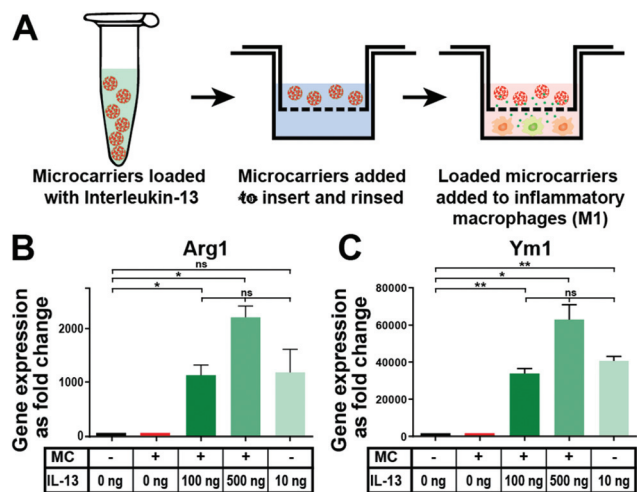 A
Microcarriers loaded
with Interleukin-13
Microcarriers added
to insert and rinsed
Loaded microcarriers
added to inflammatory
macrophages (M1)
B
Arg1
Gene expression
as fold change
2000
1000
0
ns
*
*
ns
MC - + + + -
IL-13 0 ng 0 ng 100 ng 500 ng 10 ng
C
Ym1
Gene expression
as fold change
80000
60000
40000
20000
0
**
*
**
ns
MC - + + + -
IL-13 0 ng 0 ng 100 ng 500 ng 10 ng